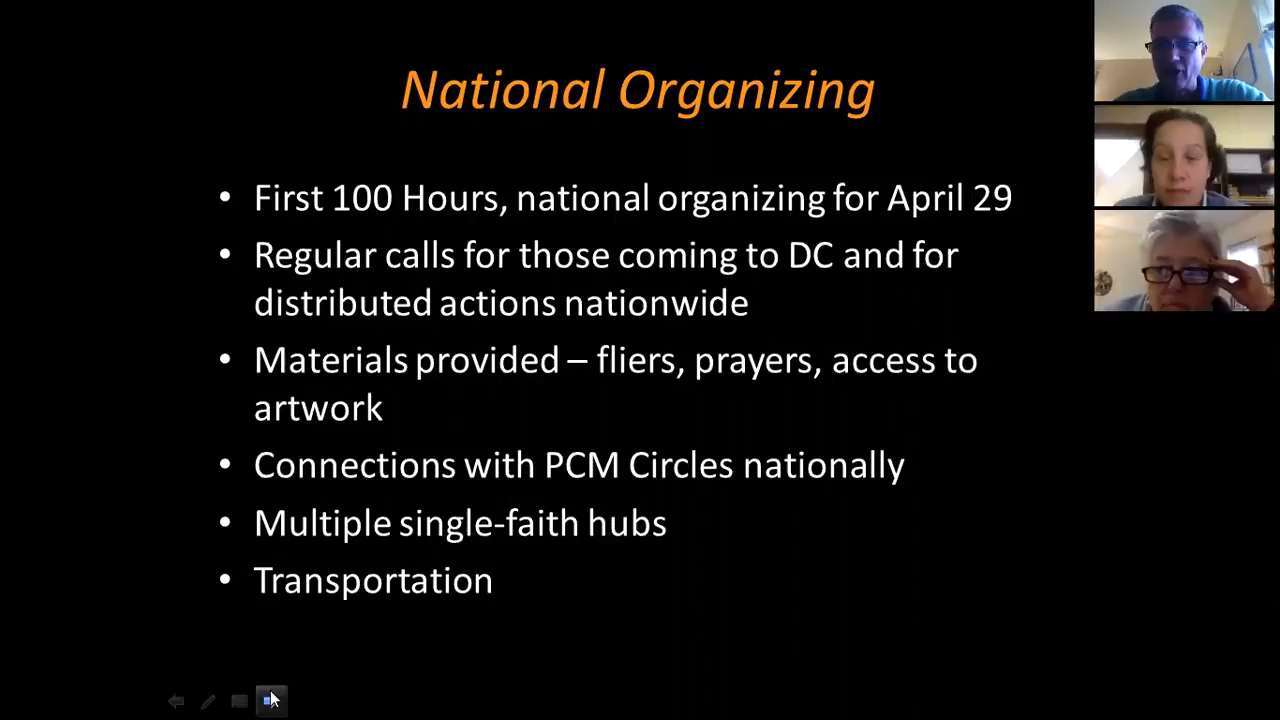 National Organizing
• First 100 Hours, national organizing for April 29
• Regular calls for those coming to DC and for
distributed actions nationwide
• Materials provided – fliers, prayers, access to
artwork
• Connections with PCM Circles nationally
• Multiple single-faith hubs
• Transportation